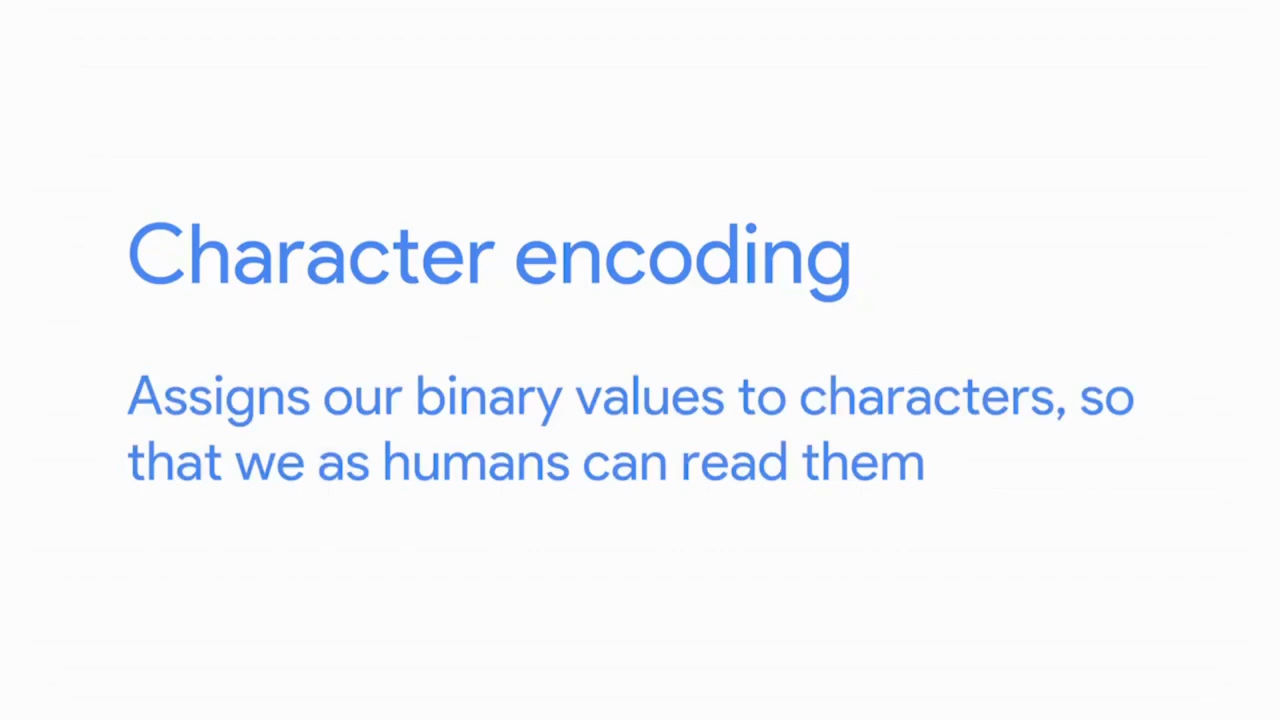 Character encoding
Assigns our binary values to characters, so
that we as humans can read them